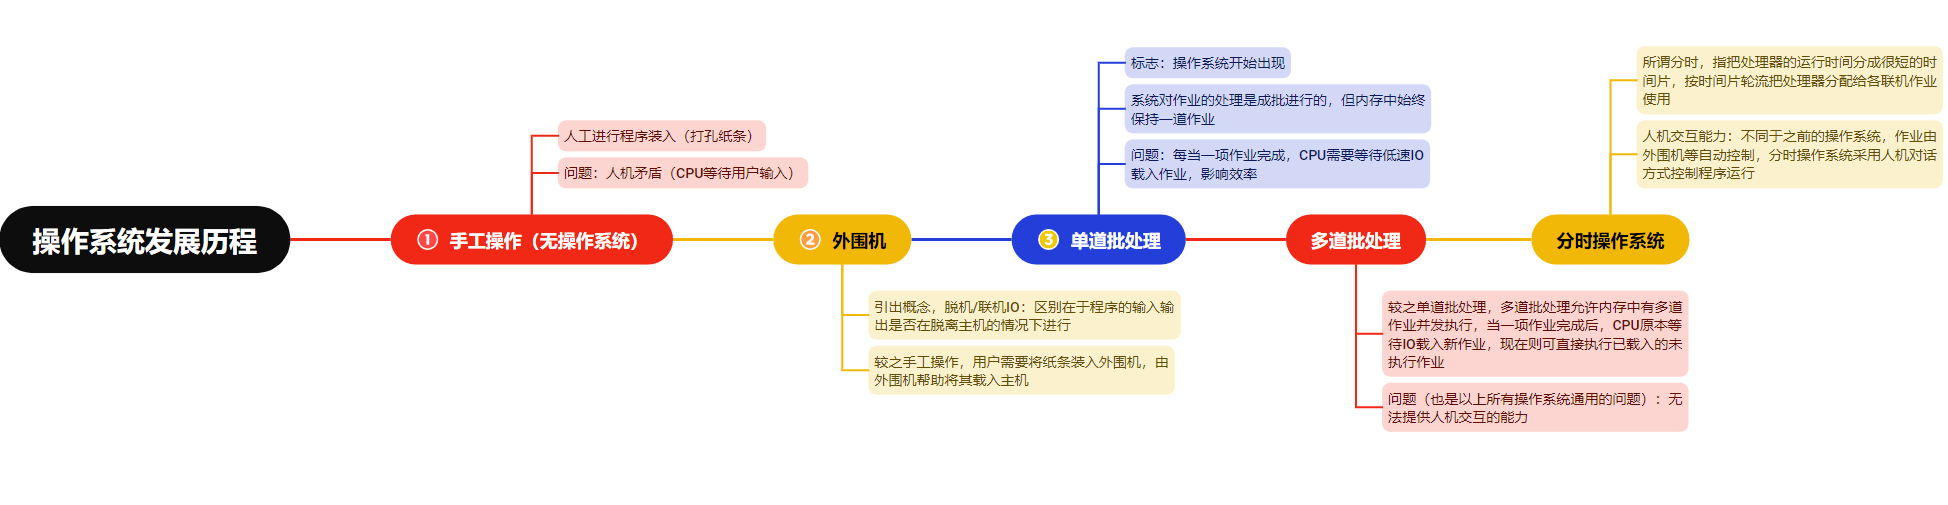 操作系统发展历程
① 手工操作（无操作系统）
人工进行程序装入（打孔纸条）
问题：人机矛盾（CPU等待用户输入）
② 外围机
引出概念，脱机/联机IO：区别在于程序的输入输
出是否在脱离主机的情况下进行
较之手工操作，用户需要将纸条装入外围机，由
外围机帮助将其载入主机
③ 单道批处理
标志：操作系统开始出现
系统对作业的处理是成批进行的，但内存中始终
保持一道作业
问题：每当一项作业完成，CPU需要等待低速IO
载入作业，影响效率
多道批处理
较之单道批处理，多道批处理允许内存中有多道
作业并发执行，当一项作业完成后，CPU原本等
待IO载入新作业，现在则可直接执行已载入的未
执行作业
问题（也是以上所有操作系统通用的问题）：无
法提供人机交互的能力
分时操作系统
所谓分时，指把处理器的运行时间分成很短的时
间片，按时间片轮流把处理器分配给各联机作业
使用
人机交互能力：不同于之前的操作系统，作业由
外围机等自动控制，分时操作系统采用人机对话
方式控制程序运行